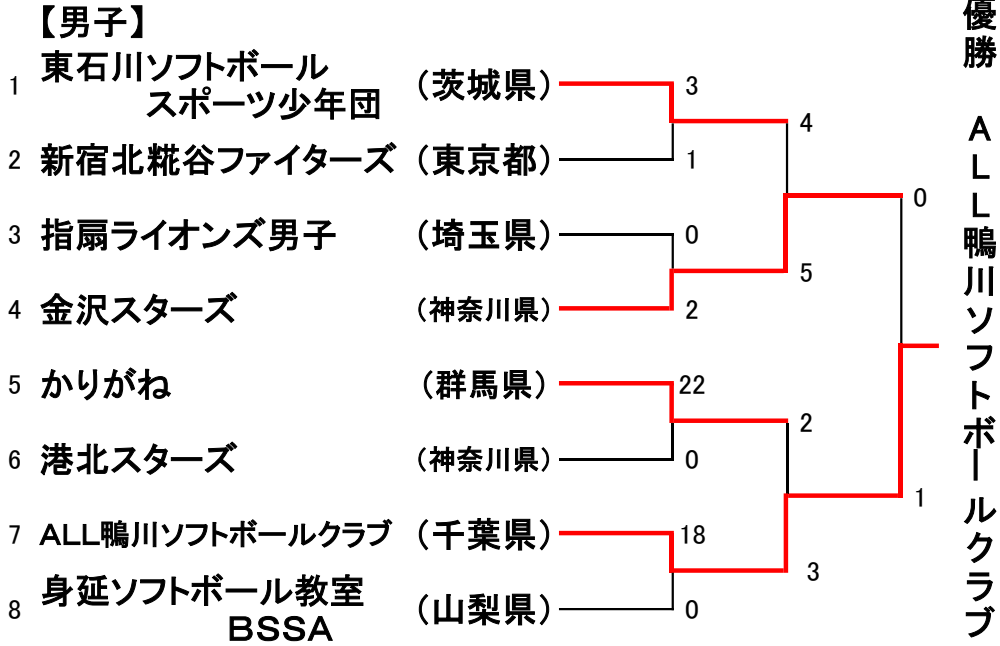 【男子】
1 東石川ソフトボール
スポーツ少年団 (茨城県) 3
4
2 新宿北糀谷ファイターズ (東京都) 1
0
3 指扇ライオンズ男子 (埼玉県) 0
5
4 金沢スターズ (神奈川県) 2
5 かりがね (群馬県) 22
2
6 港北スターズ (神奈川県) 0
1
7 ALL鴨川ソフトボールクラブ (千葉県) 18
3
8 身延ソフトボール教室
BSSA (山梨県) 0
優勝 ALL鴨川ソフトボールクラブ